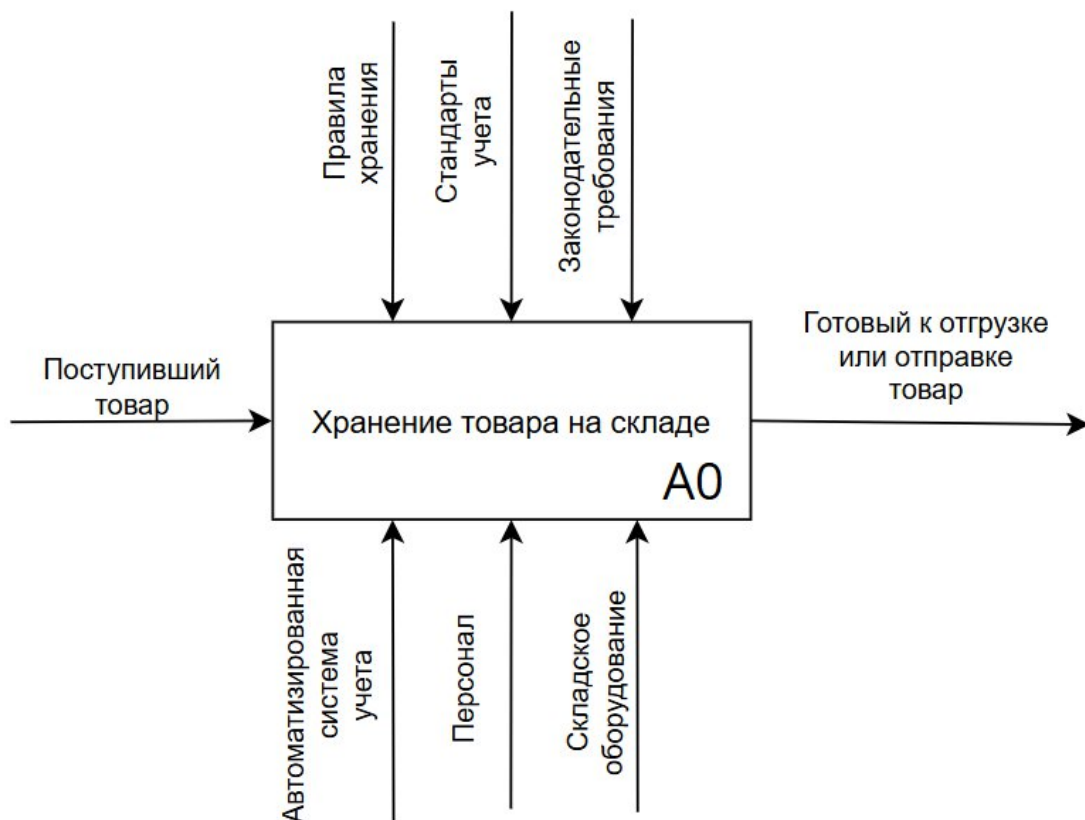 Правила
хранения
Стандарты
учета
Законодательные
требования
Поступивший
товар
Готовый к отгрузке
или отправке
товар
Хранение товара на складе
A0
Автоматизированная
система
учета
Персонал
Складское
оборудование